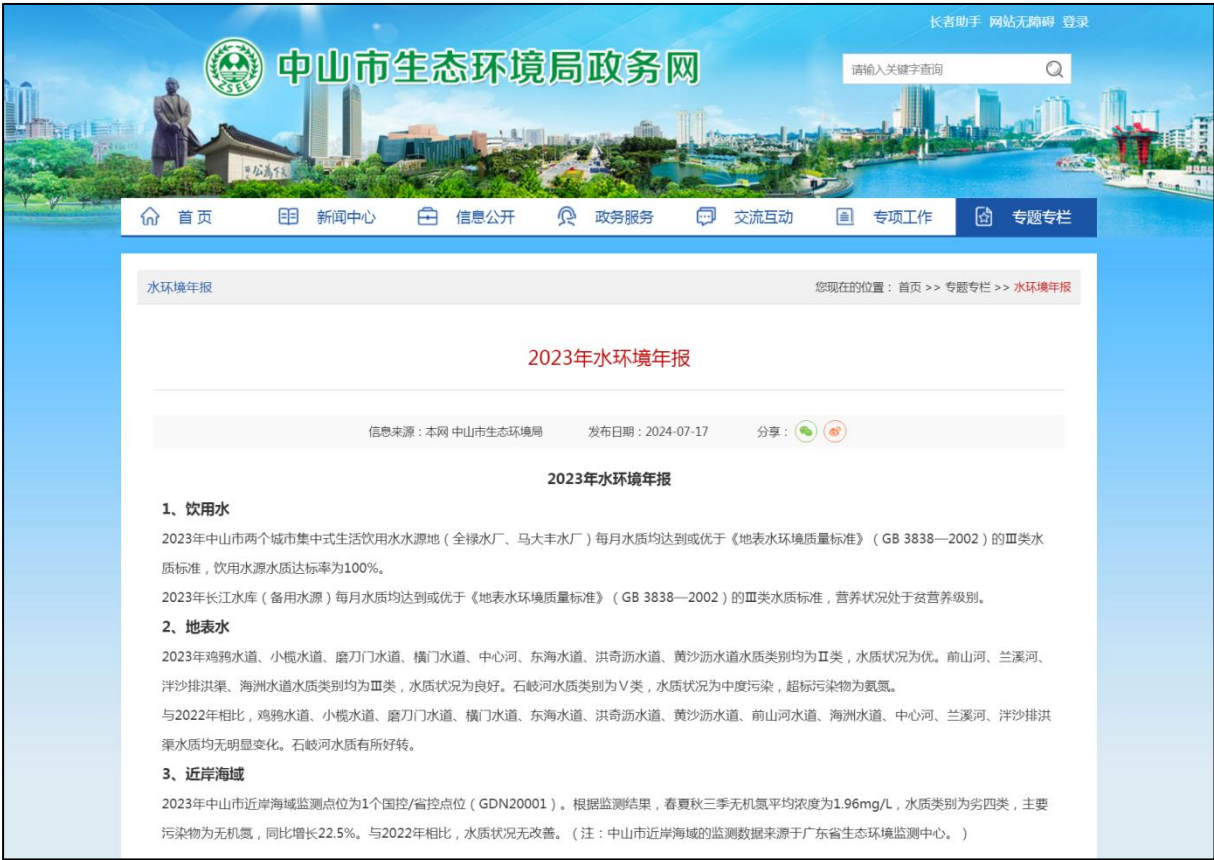 长者助手 网站无障碍 登录
中山市生态环境局政务网
ZSEE
请输入关键字查询
天下为公
首页 新闻中心 信息公开 政务服务 交流互动 专项工作 专题专栏
水环境年报
您现在的位置：首页 >> 专题专栏 >> 水环境年报
2023年水环境年报
信息来源：本网 中山市生态环境局 发布日期：2024-07-17 分享：
2023年水环境年报
1、饮用水
2023年中山市两个城市集中式生活饮用水水源地（全禄水厂、马大丰水厂）每月水质均达到或优于《地表水环境质量标准》（GB 3838—2002）的Ⅲ类水
质标准，饮用水源水质达标率为100%。
2023年长江水库（备用水源）每月水质均达到或优于《地表水环境质量标准》（GB 3838—2002）的Ⅲ类水质标准，营养状况处于贫营养级别。
2、地表水
2023年鸡鸦水道、小榄水道、磨刀门水道、横门水道、中心河、东海水道、洪奇沥水道、黄沙沥水道水质类别均为Ⅱ类，水质状况为优。前山河、兰溪河、
泮沙排洪渠、海洲水道水质类别均为Ⅲ类，水质状况为良好。石岐河水质类别为Ⅴ类，水质状况为中度污染，超标污染物为氨氮。
与2022年相比，鸡鸦水道、小榄水道、磨刀门水道、横门水道、东海水道、洪奇沥水道、黄沙沥水道、前山河水道、海洲水道、中心河、兰溪河、泮沙排洪
渠水质均无明显变化。石岐河水质有所好转。
3、近岸海域
2023年中山市近岸海域监测点位为1个国控/省控点位（GDN20001）。根据监测结果，春夏秋三季无机氮平均浓度为1.96mg/L，水质类别为劣四类，主要
污染物为无机氮，同比增长22.5%。与2022年相比，水质状况无改善。（注：中山市近岸海域的监测数据来源于广东省生态环境监测中心。）